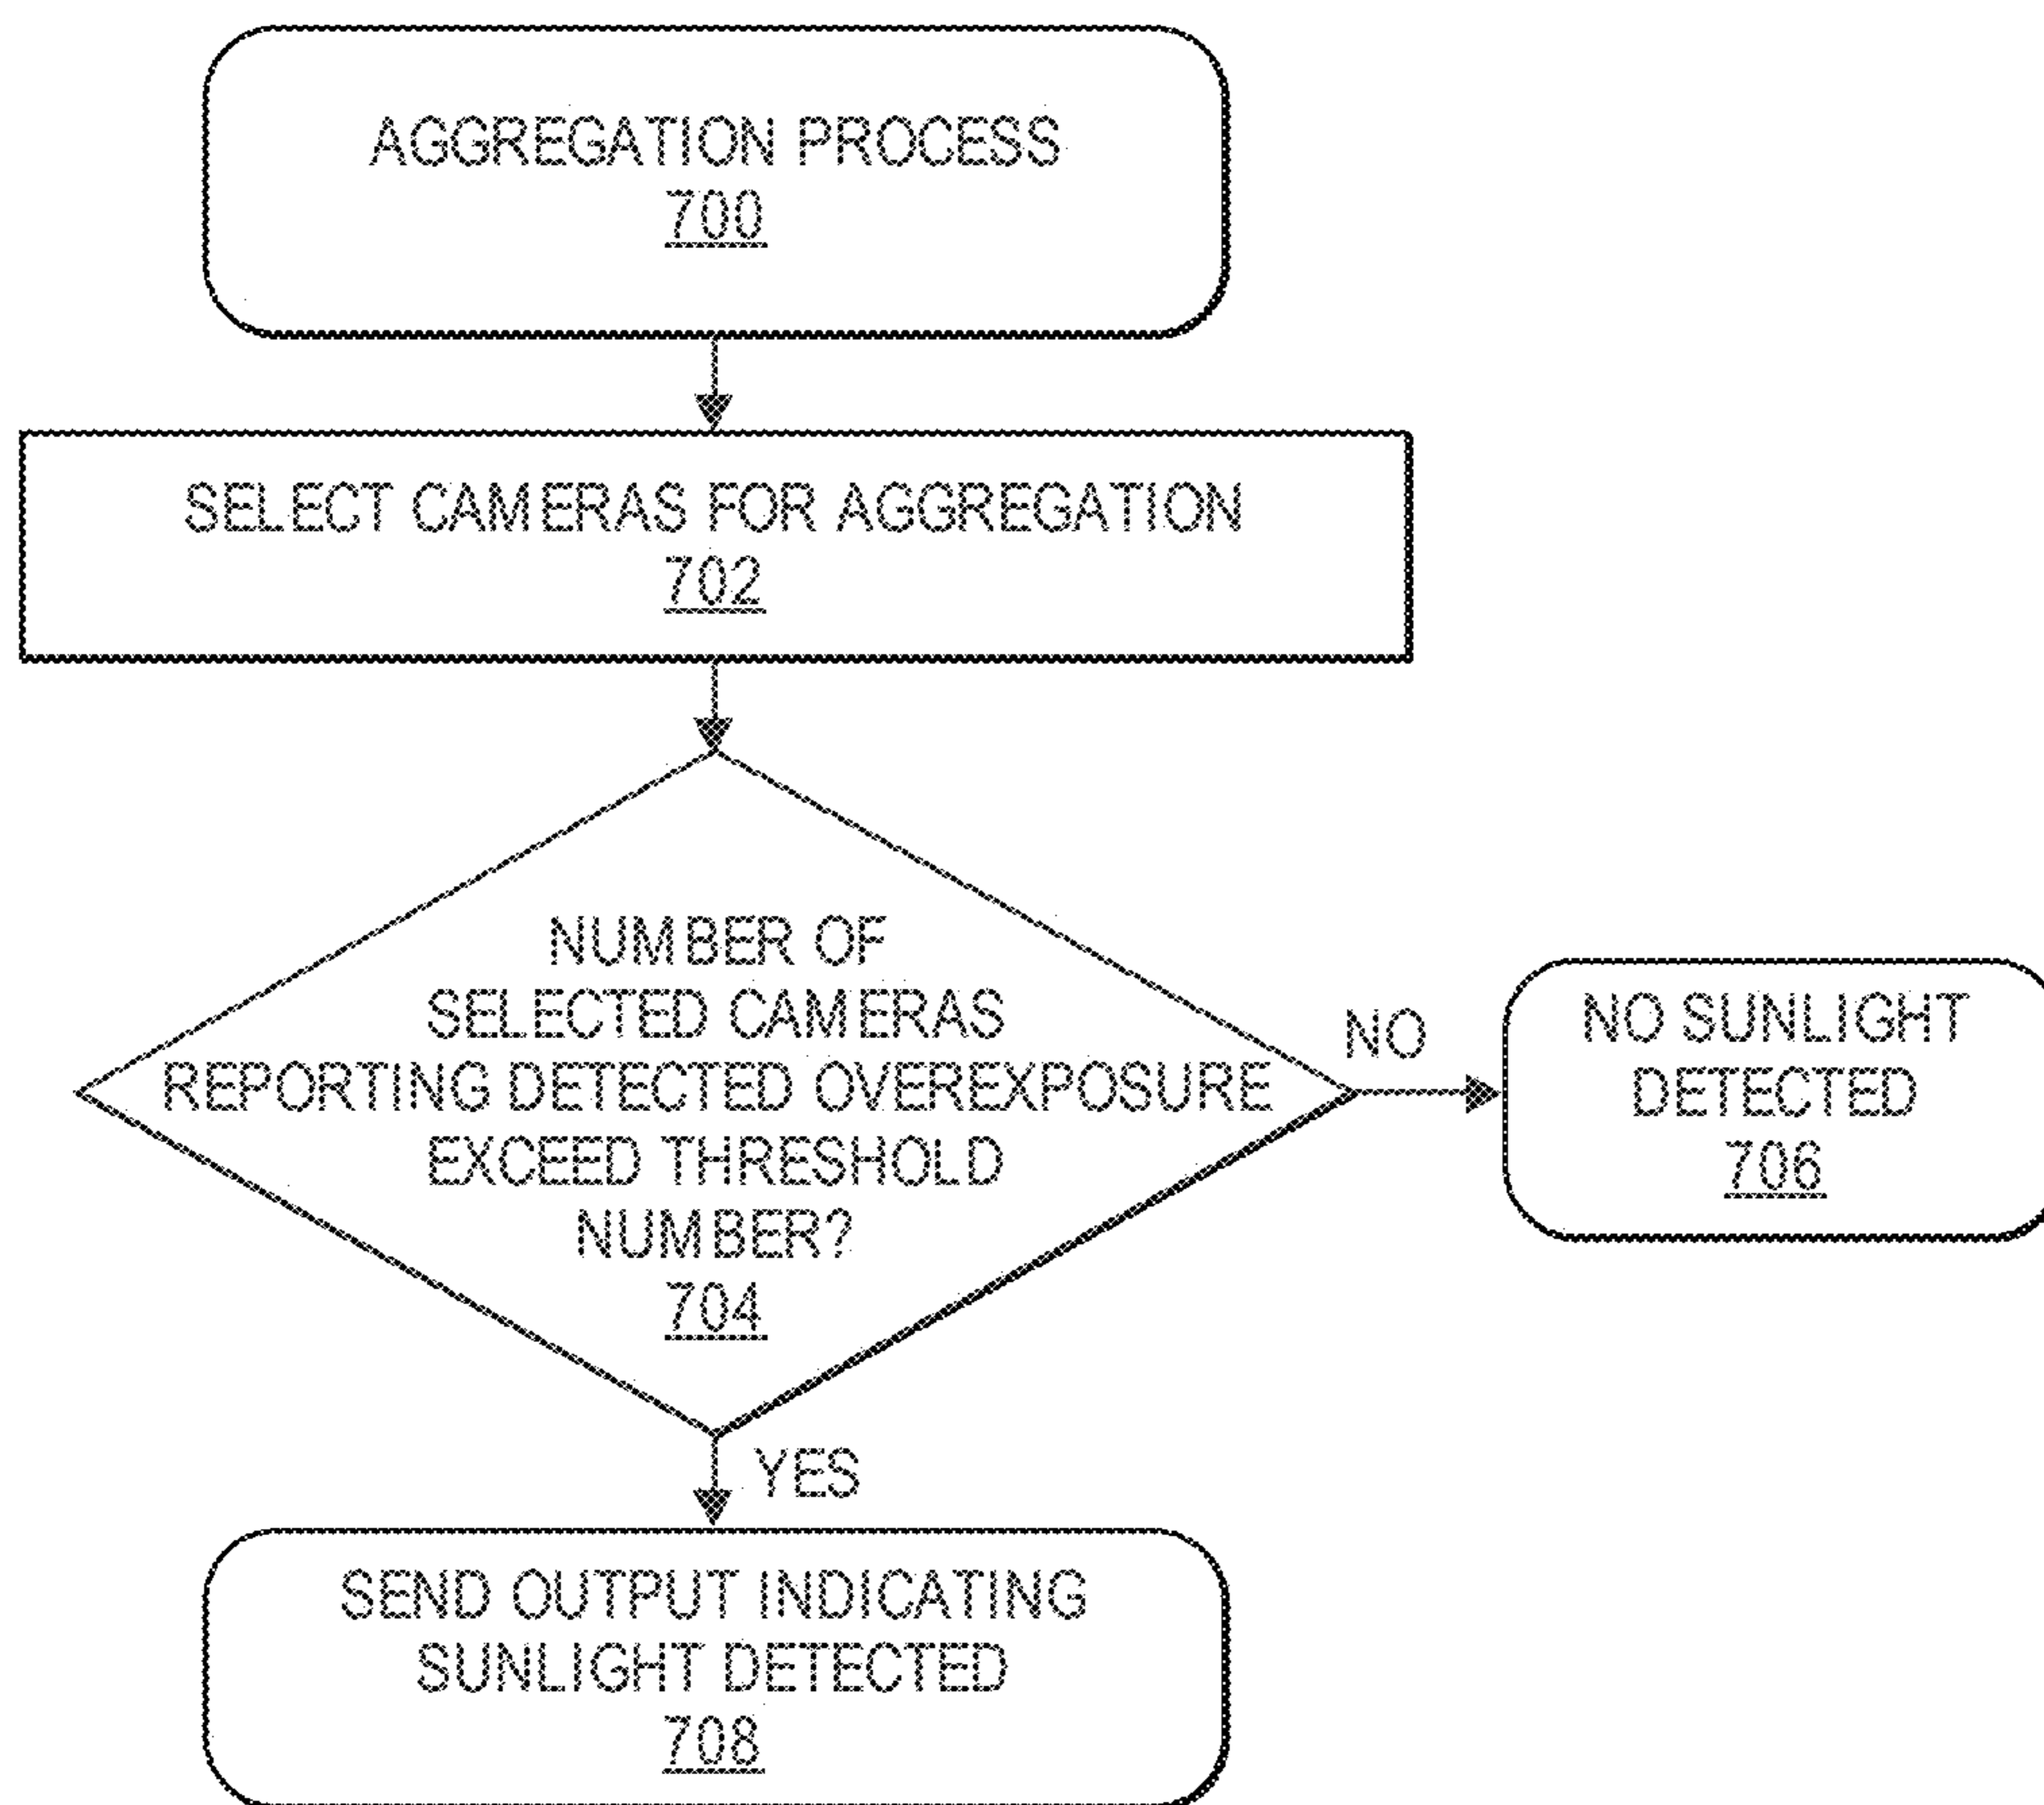 AGGREGATION PROCESS
700
SELECT CAMERAS FOR AGGREGATION
702
NUMBER OF
SELECTED CAMERAS
REPORTING DETECTED OVEREXPOSURE
EXCEED THRESHOLD
NUMBER?
704
NO
NO SUNLIGHT
DETECTED
706
YES
SEND OUTPUT INDICATING
SUNLIGHT DETECTED
708